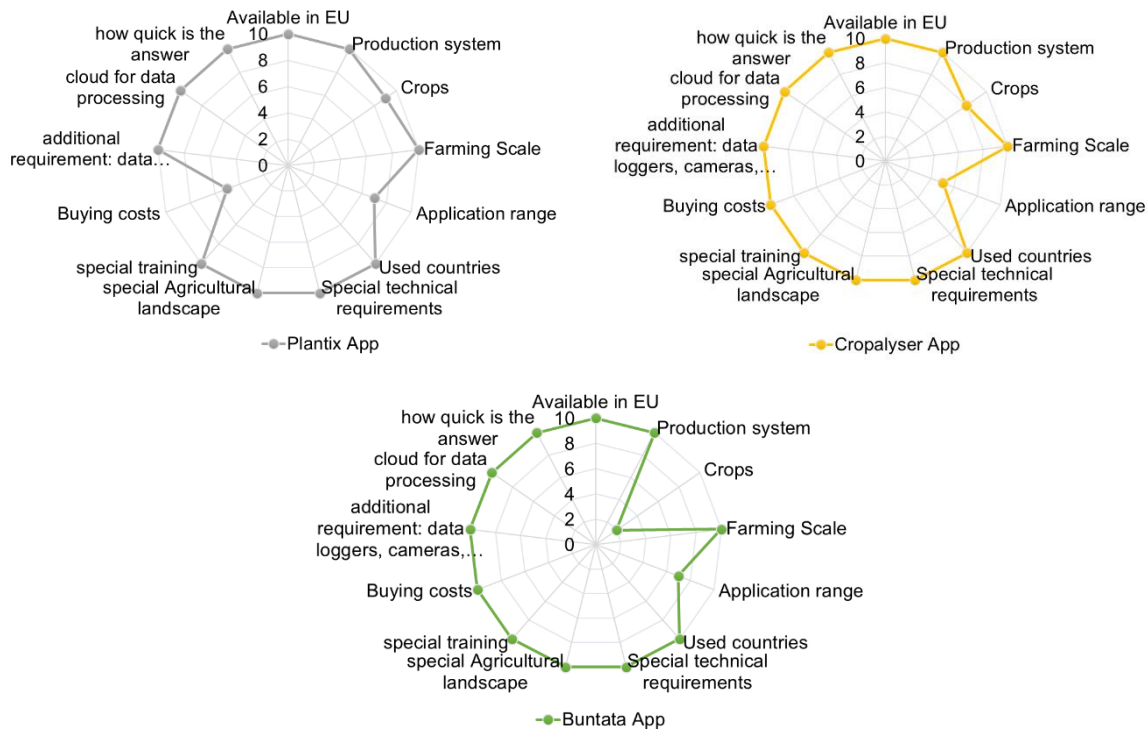 Available in EU
how quick is the
answer
Production system
cloud for data
processing
Crops
additional
requirement: data…
Farming Scale
Buying costs
Application range
special training
Used countries
special Agricultural
landscape
Special technical
requirements
10
8
6
4
2
0
Plantix App
Available in EU
how quick is the
answer
Production system
cloud for data
processing
Crops
additional
requirement: data
loggers, cameras,…
Farming Scale
Buying costs
Application range
special training
Used countries
special Agricultural
landscape
Special technical
requirements
10
8
6
4
2
0
Cropalyser App
Available in EU
how quick is the
answer
Production system
cloud for data
processing
Crops
additional
requirement: data
loggers, cameras,…
Farming Scale
Buying costs
Application range
special training
Used countries
special Agricultural
landscape
Special technical
requirements
10
8
6
4
2
0
Buntata App